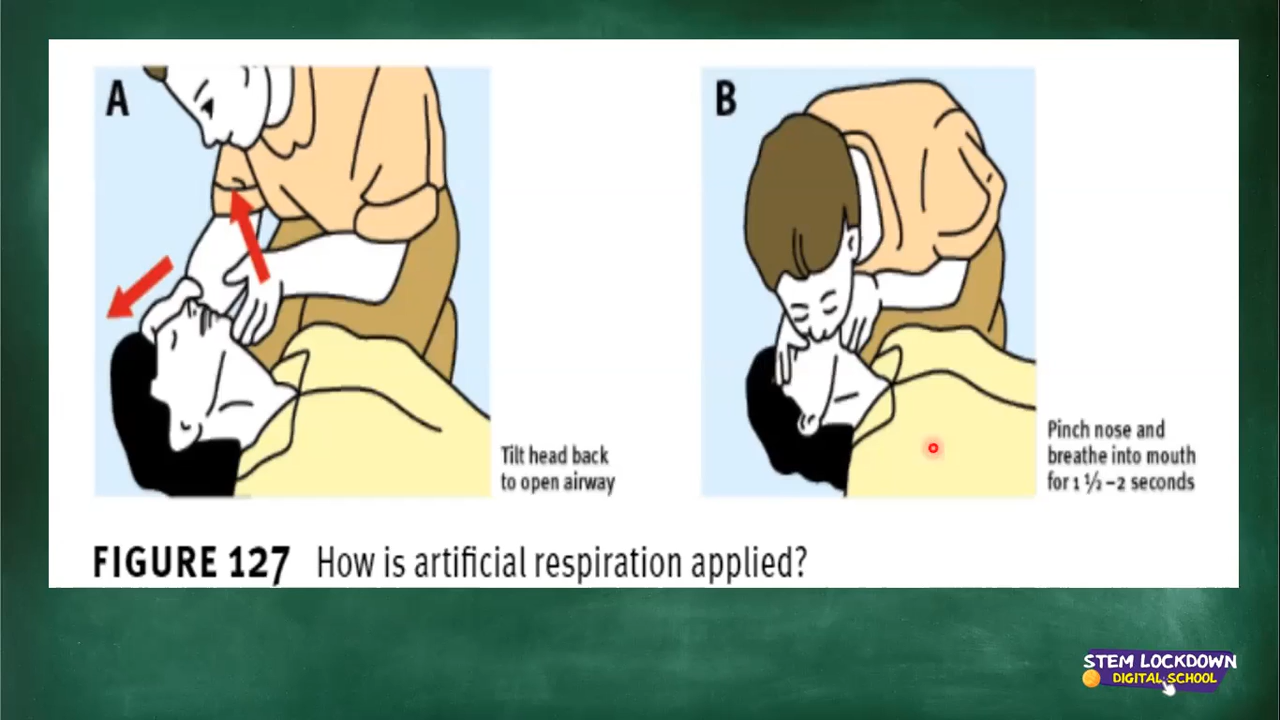 A
B
Tilt head back
to open airway
Pinch nose and
breathe into mouth
for 1 ½ – 2 seconds
FIGURE 127 How is artificial respiration applied?
STEM LOCKDOWN
DIGITAL SCHOOL